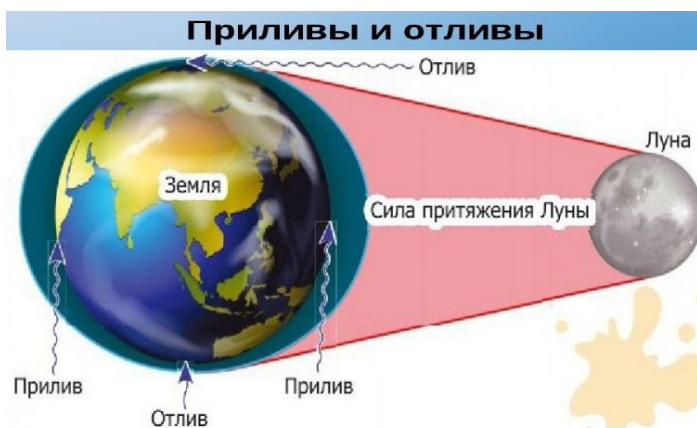 Приливы и отливы
Отлив
Луна
Земля
Сила притяжения Луны
Прилив
Прилив
Отлив